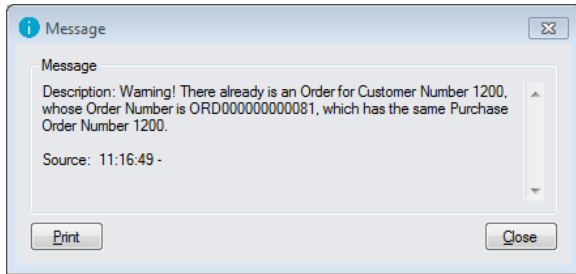 Message
Message
Description: Warning! There already is an Order for Customer Number 1200,
whose Order Number is ORD000000000081, which has the same Purchase
Order Number 1200.
Source:  11:16:49 -
Print
Close